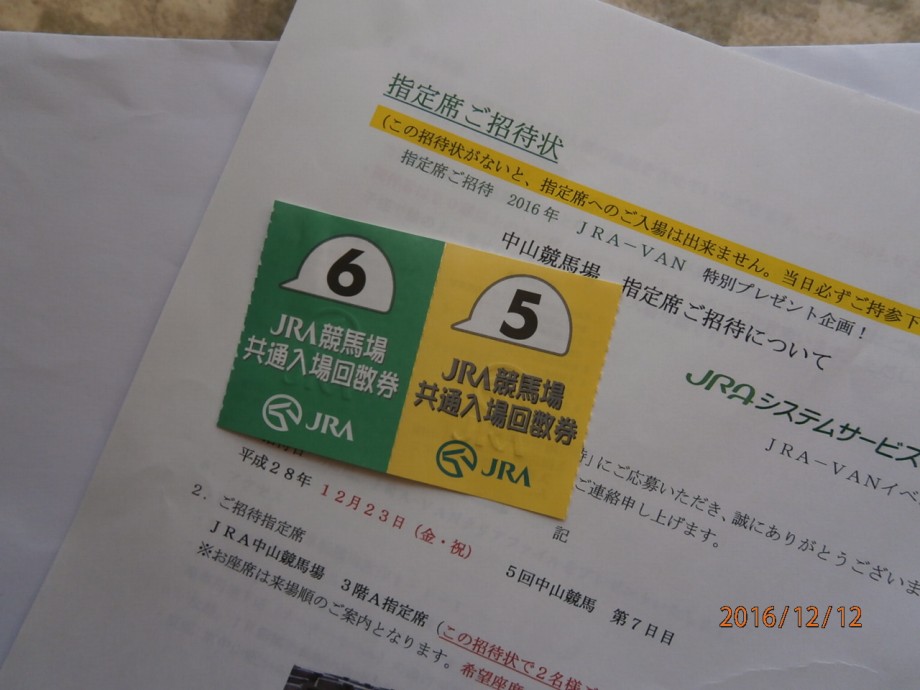 指定席ご招待状
(この招待状がないと、指定席へのご入場は出来ません。当日必ずご持参下
指定席ご招待 2016年 JRA-VAN 特別プレゼント企画!
中山競馬場 指定席ご招待について
JRAシステムサービス
JRA-VANイベ
6
JRA競馬場
共通入場回数券
JRA
5
JRA競馬場
共通入場回数券
JRA
」にご応募いただき、誠にありがとうございま
ご連絡申し上げます。
記
平成28年 12月23日(金・祝) 5回中山競馬 第7日目
2. ご招待指定席
JRA中山競馬場 3階A指定席(この招待状で2名様
※お座席は来場順のご案内となります。希望座席
2016/12/12